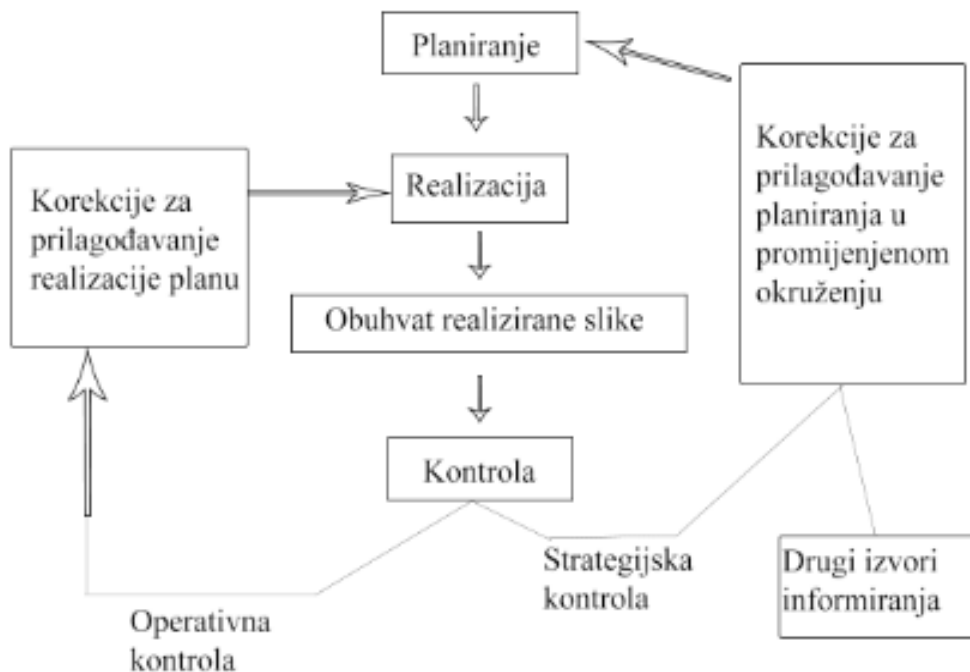 Planiranje
Korekcije za
prilagođavanje
realizacije planu
Realizacija
Korekcije za
prilagođavanje
planiranja u
promijenjenom
okruženju
Obuhvat realizirane slike
Kontrola
Operativna
kontrola
Strategijska
kontrola
Drugi izvori
informiranja